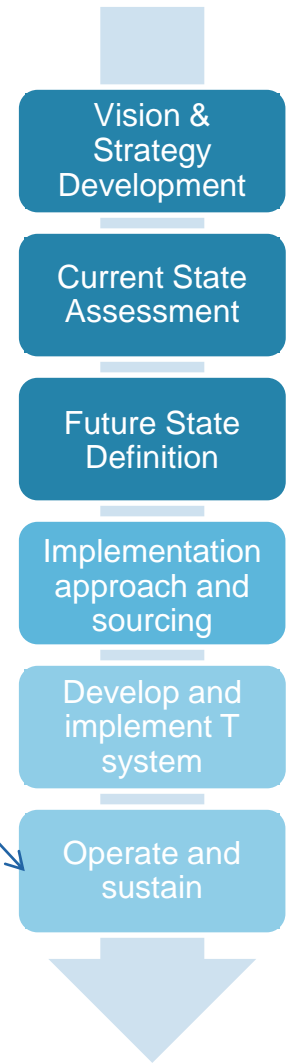 Vision &
Strategy
Development
Current State
Assessment
Future State
Definition
Implementation
approach and
sourcing
Develop and
implement T
system
Operate and
sustain